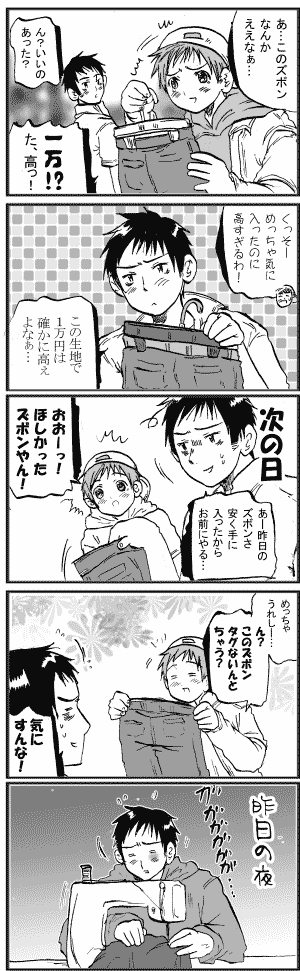 あ…このズボン
なんか
ええなぁ…
ん？いいの
あった？
一万!?
た、高っ！
くっそー
めっちゃ気に
入ったのに
高すぎるわ！
この生地で
１万円は
確かに高ぇ
よなぁ…
次の日
あー昨日の
ズボンさ
安く手に
入ったから
お前にやる…
おおーっ！
ほしかった
ズボンやん！
めっちゃ
うれしー…
ん？
このズボン
タグないんと
ちゃう？
気に
すんな！
昨日の夜
ガガガガガガ…